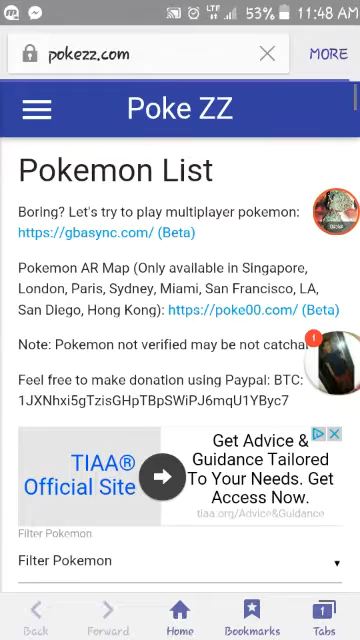 LTE 53% 11:48 AM
pokezz.com
MORE
Poke ZZ
Pokemon List
Boring? Let's try to play multiplayer pokemon:
https://gbasync.com/ (Beta)
Pokemon AR Map (Only available in Singapore,
London, Paris, Sydney, Miami, San Francisco, LA,
San Diego, Hong Kong): https://poke00.com/ (Beta)
1
Note: Pokemon not verified may be not catcha
Feel free to make donation using Paypal: BTC:
1JXNhxi5gTzisGHpTBpSWiPJ6mqU1YByc7
TIAA®
Official Site
Get Advice &
Guidance Tailored
To Your Needs. Get
Access Now.
tiaa.org/Advice&Guidance
Filter Pokemon
Filter Pokemon
Back Forward Home Bookmarks Tabs
1